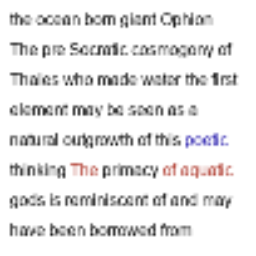 the ocean born giant Ophion
The pre Socratic cosmogony of
Thales who made water the first
element may be seen as a
natural outgrowth of this poetic
thinking The primacy of aquatic
gods is reminiscent of and may
have been borrowed from